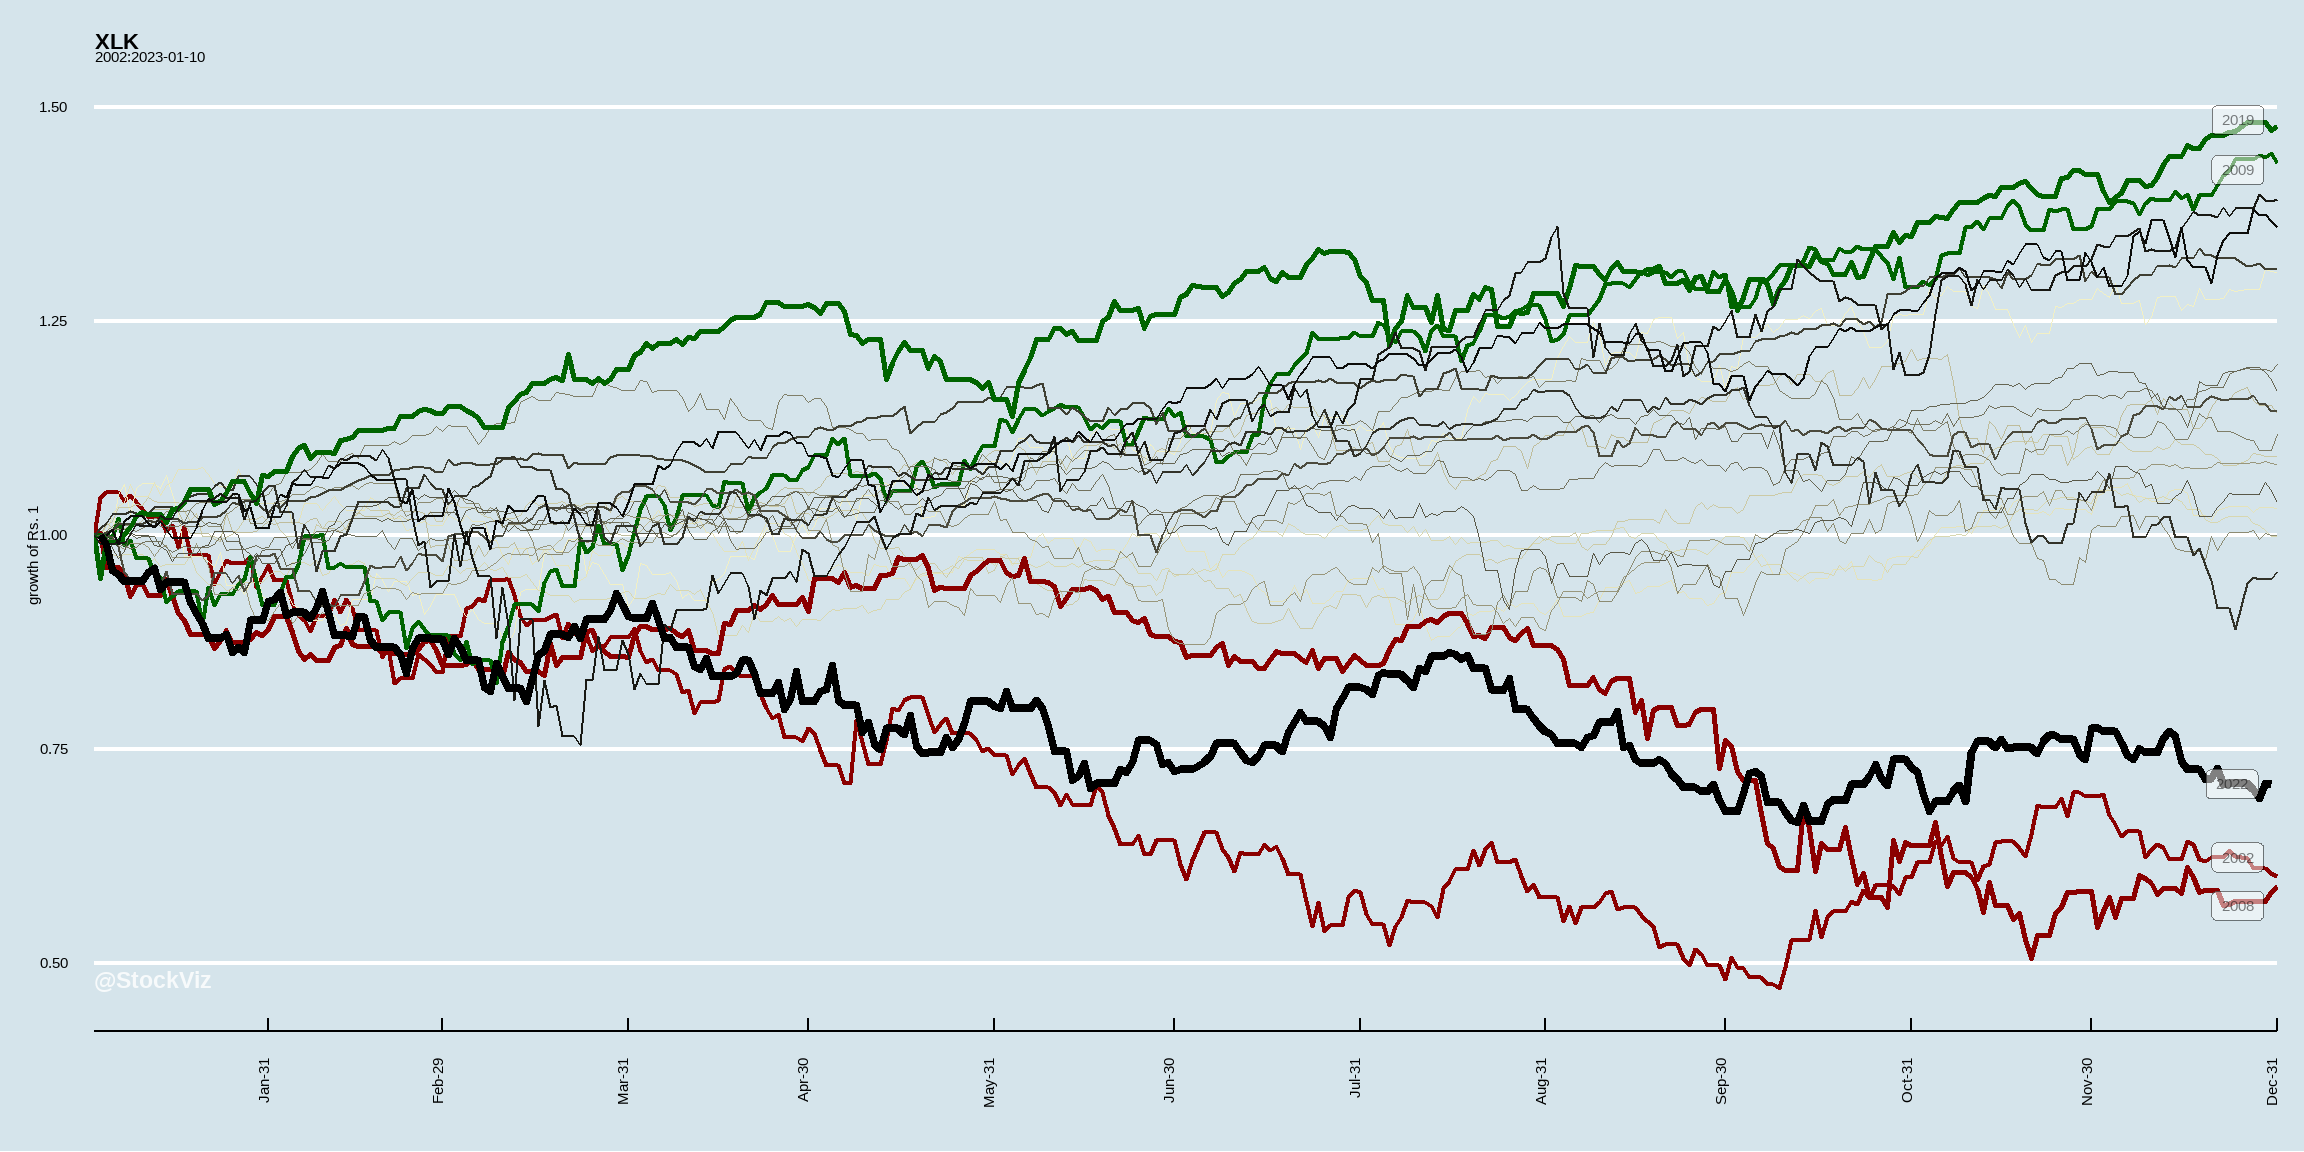 XLK
2002:2023-01-10
growth of Rs. 1
1.50
1.25
1.00
0.75
0.50
2019
2009
2022
2002
2008
@StockViz
Jan-31
Feb-29
Mar-31
Apr-30
May-31
Jun-30
Jul-31
Aug-31
Sep-30
Oct-31
Nov-30
Dec-31